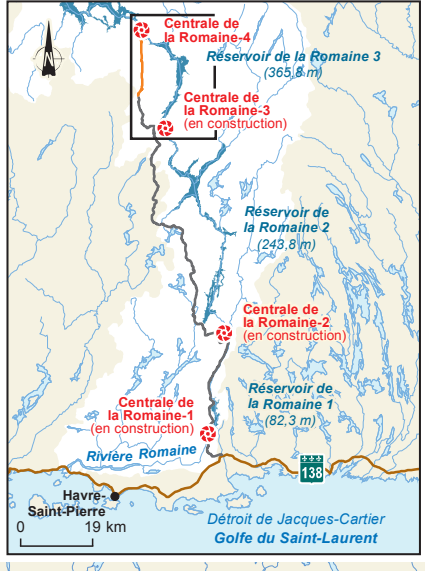 Centrale de
la Romaine-4
Réservoir de la Romaine 3
(365,8 m)
Centrale de
la Romaine-3
(en construction)
Réservoir de
la Romaine 2
(243,8 m)
Centrale de
la Romaine-2
(en construction)
Réservoir de
la Romaine 1
(82,3 m)
Centrale de
la Romaine-1
(en construction)
Rivière Romaine
138
Havre-
Saint-Pierre
0 19 km
Détroit de Jacques-Cartier
Golfe du Saint-Laurent